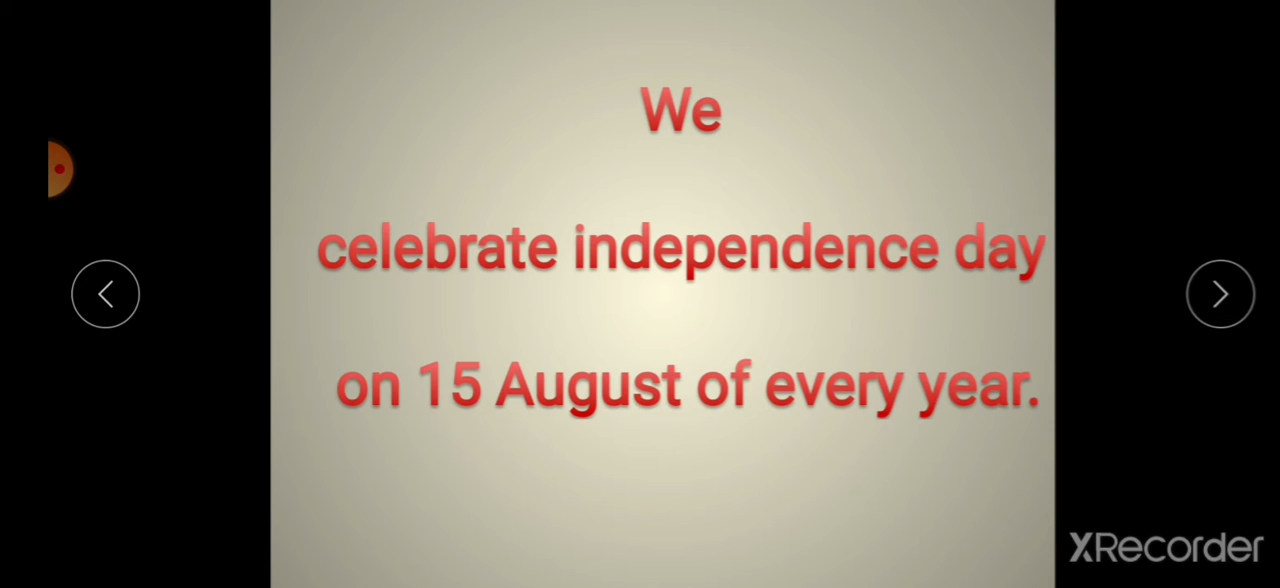 We
celebrate independence day
on 15 August of every year.
XRecorder